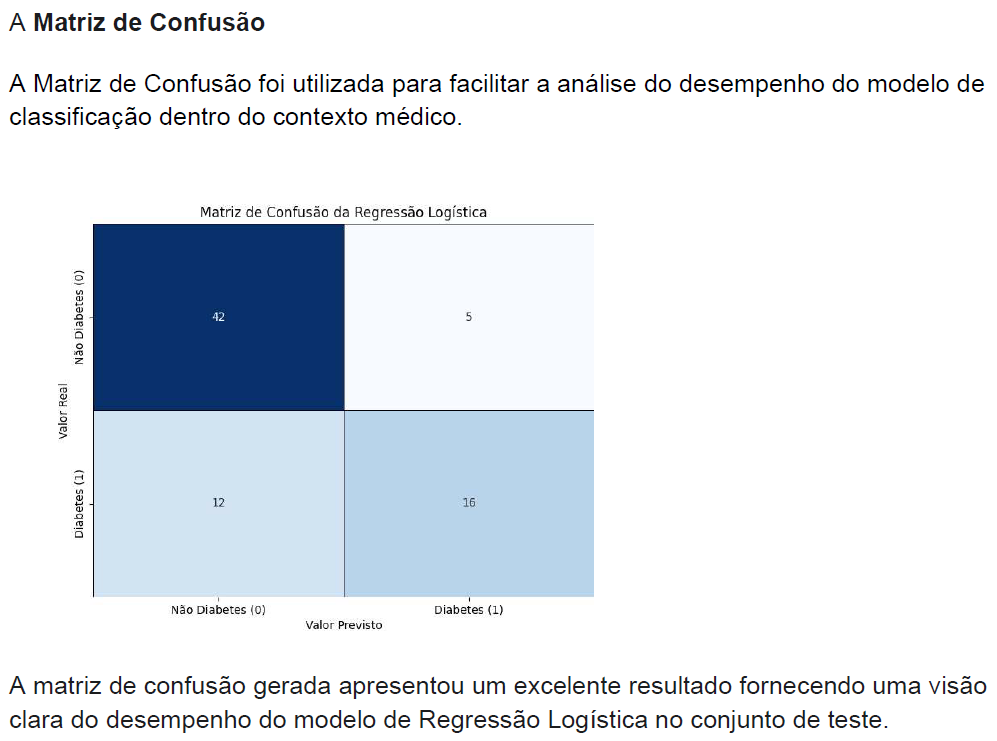 A Matriz de Confusão
A Matriz de Confusão foi utilizada para facilitar a análise do desempenho do modelo de
classificação dentro do contexto médico.
Matriz de Confusão da Regressão Logística
Não Diabetes (0)
42
5
Valor Real
Diabetes (1)
12
16
Não Diabetes (0)
Diabetes (1)
Valor Previsto
A matriz de confusão gerada apresentou um excelente resultado fornecendo uma visão
clara do desempenho do modelo de Regressão Logística no conjunto de teste.